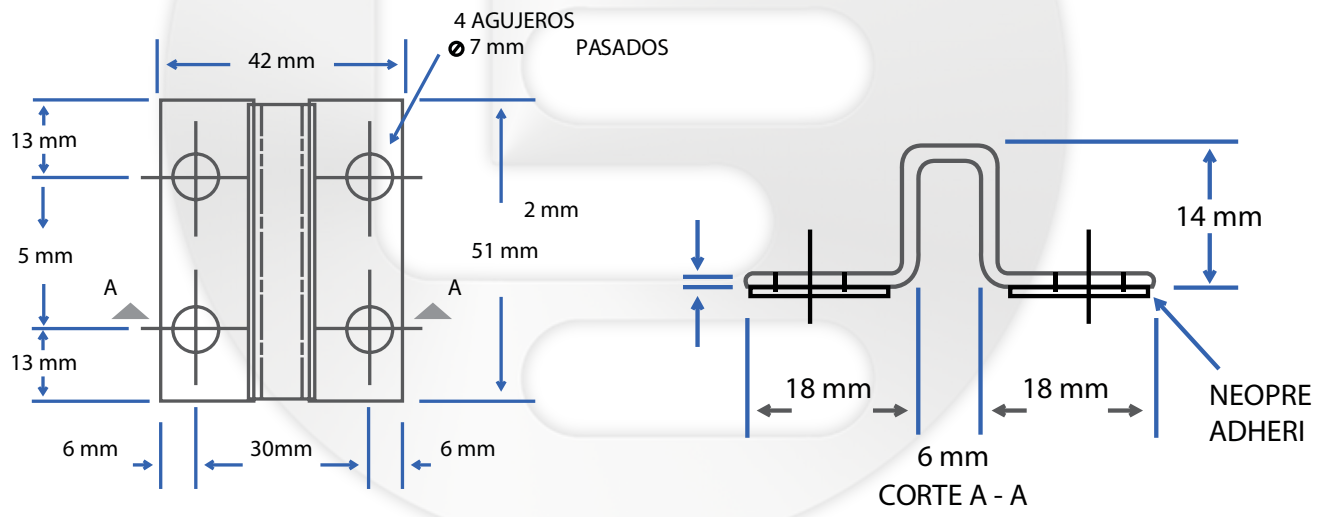 4 AGUJEROS
Ø 7 mm PASADOS
42 mm
13 mm
5 mm
13 mm
A
A
2 mm
51 mm
6 mm
30mm
6 mm
14 mm
18 mm
18 mm
6 mm
CORTE A - A
NEOPRE
ADHERI